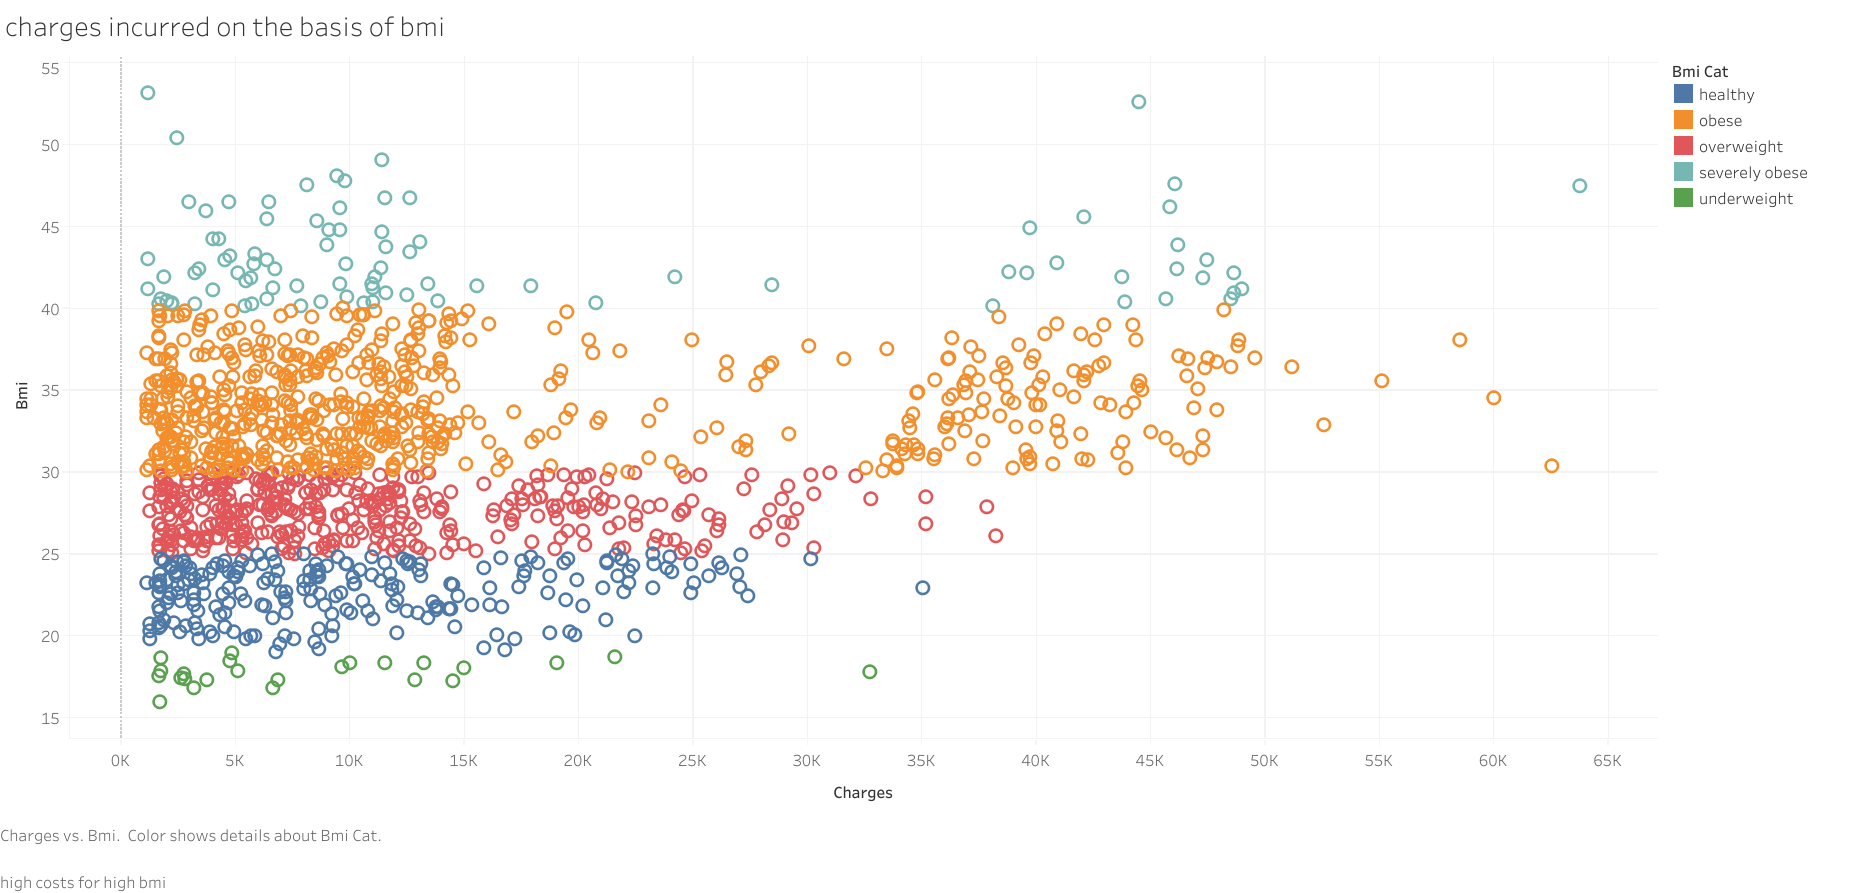 charges incurred on the basis of bmi
55
50
45
40
35
30
25
20
15
Bmi
0K 5K 10K 15K 20K 25K 30K 35K 40K 45K 50K 55K 60K 65K
Charges
Bmi Cat
healthy
obese
overweight
severely obese
underweight
Charges vs. Bmi. Color shows details about Bmi Cat.
high costs for high bmi